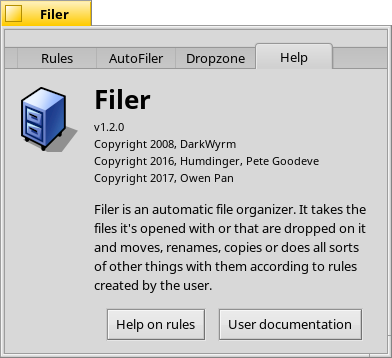 Filer
Rules AutoFiler Dropzone Help
Filer
v1.2.0
Copyright 2008, DarkWyrm
Copyright 2016, Humdinger, Pete Goodeve
Copyright 2017, Owen Pan
Filer is an automatic file organizer. It takes the
files it's opened with or that are dropped on it
and moves, renames, copies or does all sorts
of other things with them according to rules
created by the user.
Help on rules User documentation